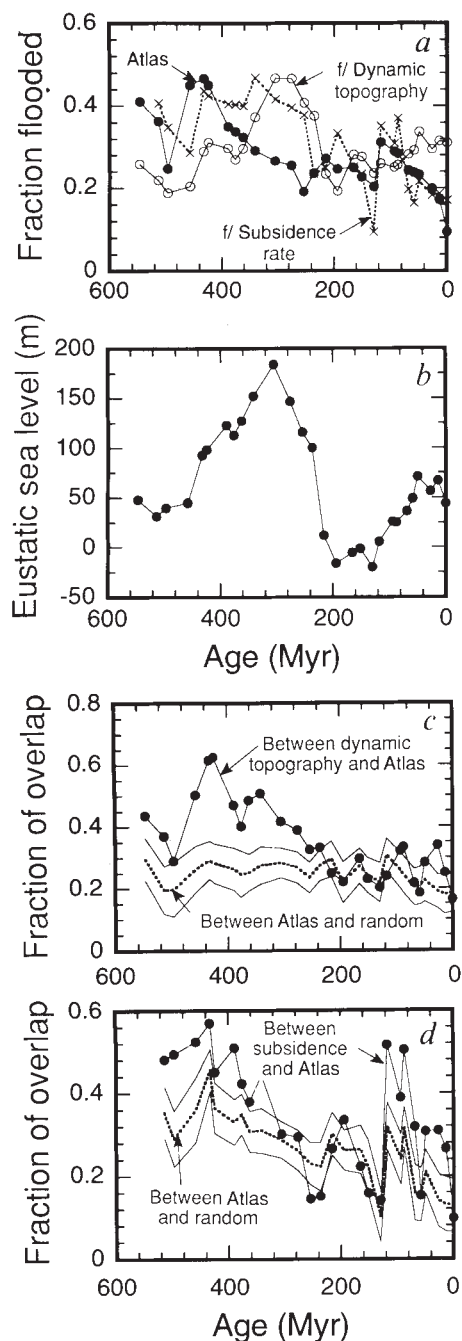 a
Fraction flooded
0.6
0.4
0.2
0
Atlas
f/ Dynamic
topography
f/ Subsidence
rate
600
400
200
0
b
Eustatic sea level (m)
200
150
100
50
0
-50
600
400
200
0
Age (Myr)
c
Fraction of overlap
0.8
0.6
0.4
0.2
0
Between dynamic
topography and Atlas
Between Atlas and random
600
400
200
0
d
Fraction of overlap
0.6
0.4
0.2
0
Between
subsidence
and Atlas
Between Atlas
and random
600
400
200
0
Age (Myr)